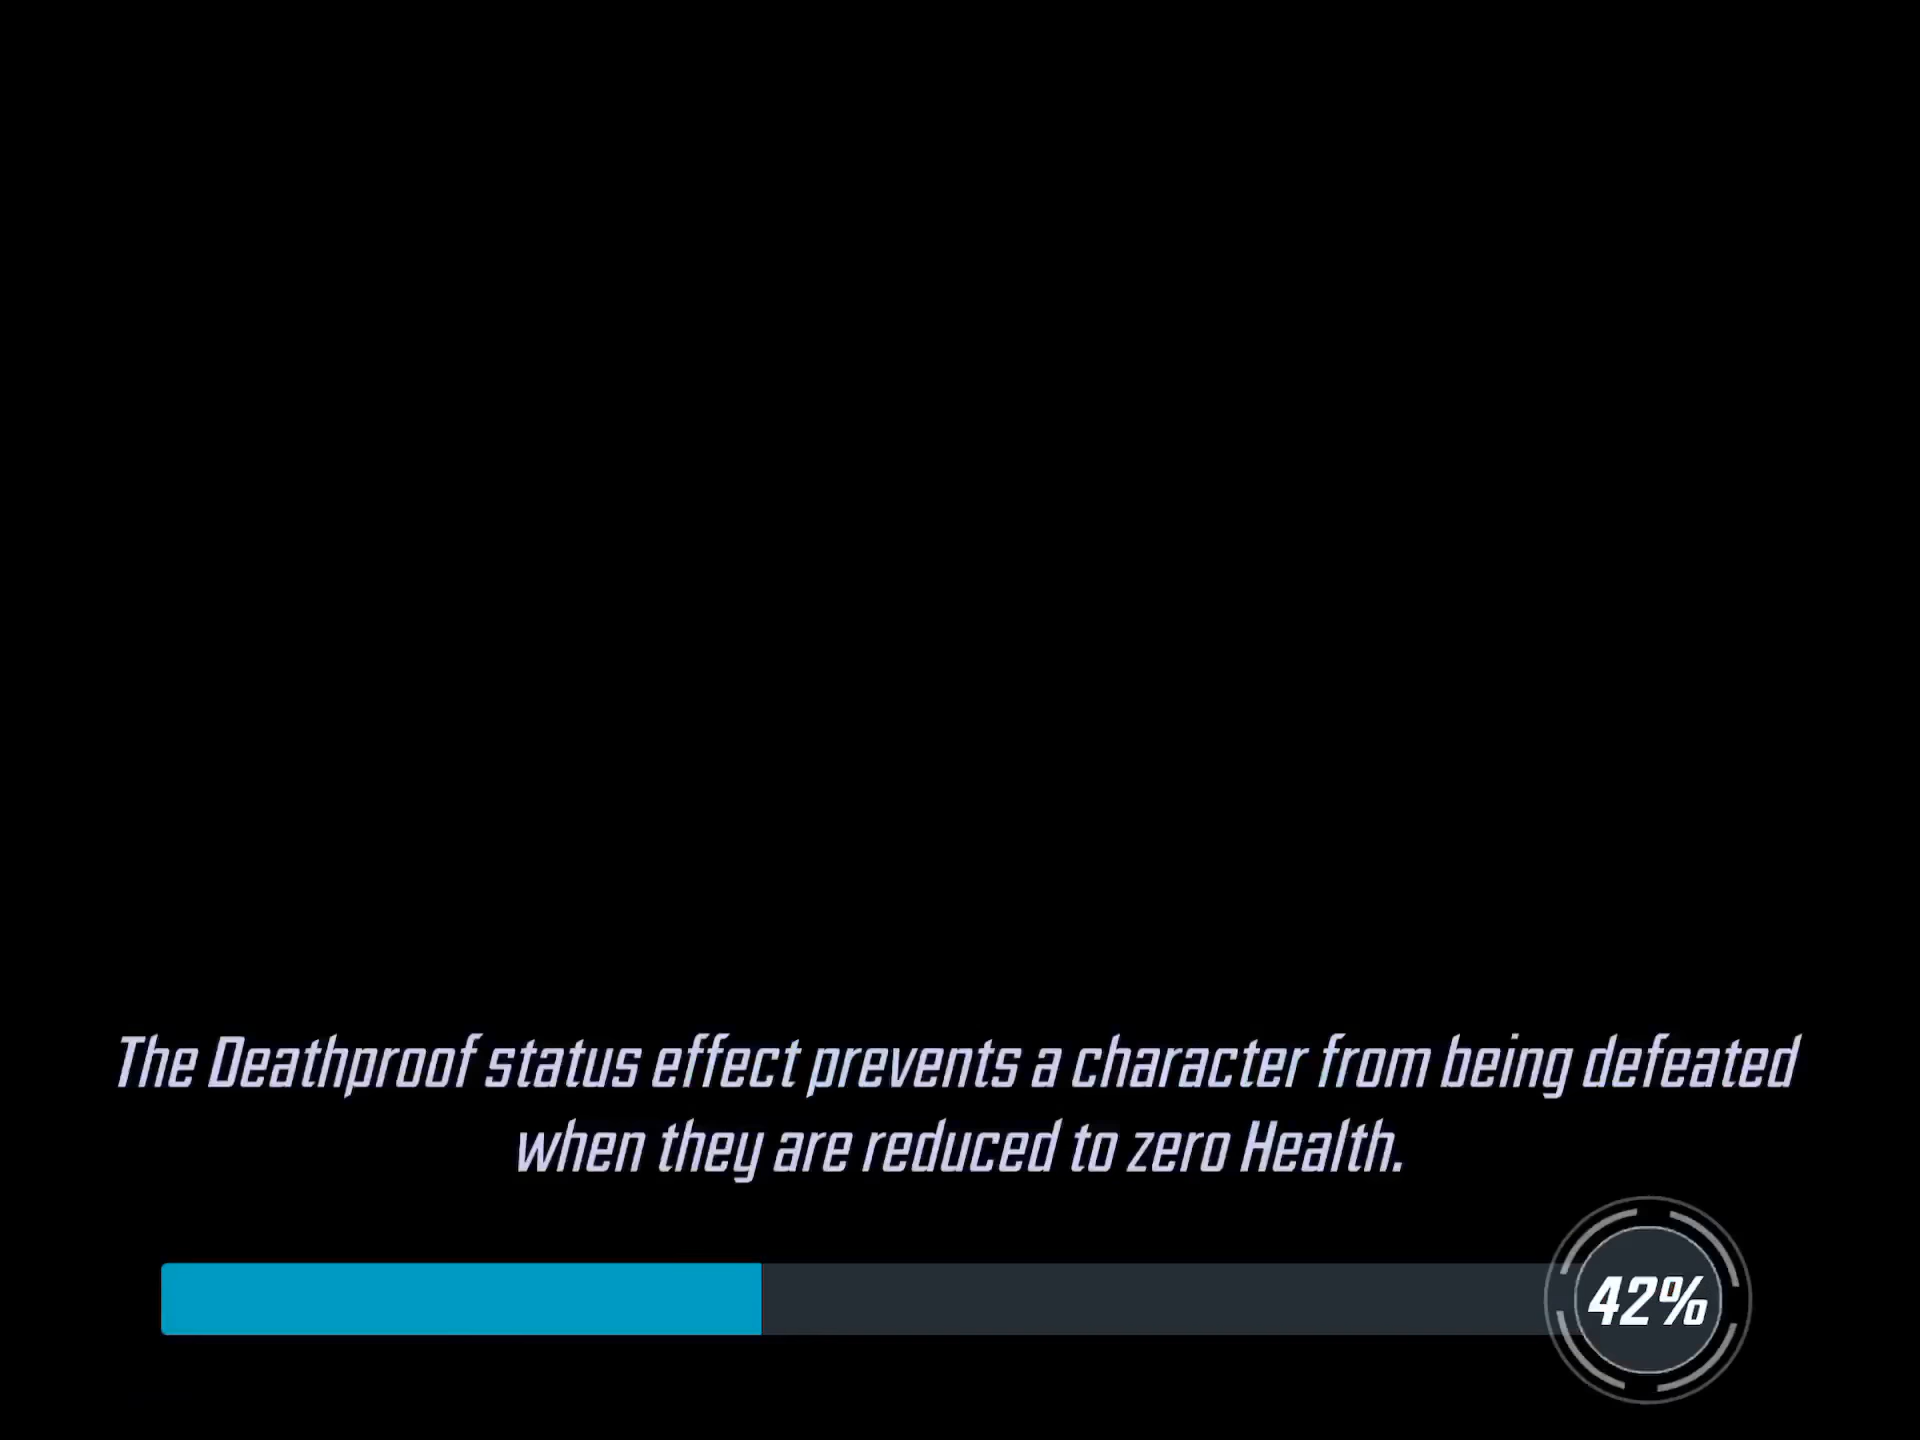 The Deathproof status effect prevents a character from being defeated
when they are reduced to zero Health.
42%